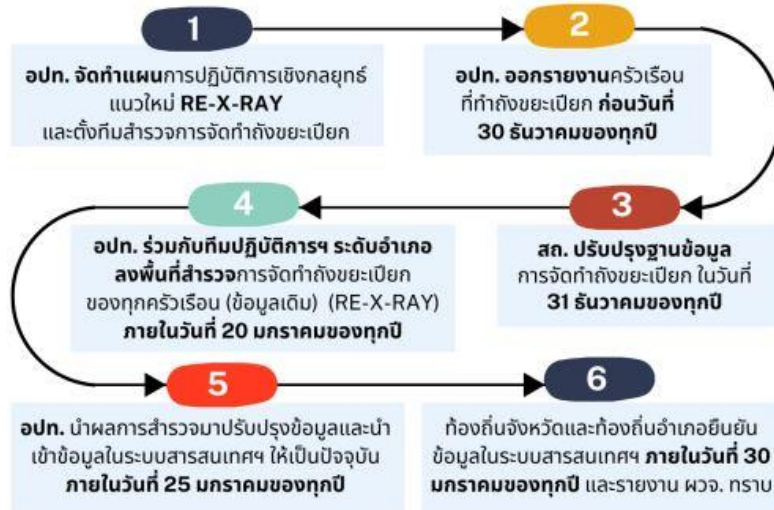 1
อปท. จัดทำแผนการปฏิบัติการเชิงกลยุทธ์
แนวใหม่ RE-X-RAY
และตั้งทีมสำรวจการจัดทำถังขยะเปียก
2
อปท. ออกรายงานครัวเรือน
ที่ทำถังขยะเปียก ก่อนวันที่
30 ธันวาคมของทุกปี
3
สถ. ปรับปรุงฐานข้อมูล
การจัดทำถังขยะเปียก ในวันที่
31 ธันวาคมของทุกปี
4
อปท. ร่วมกับทีมปฏิบัติการฯ ระดับอำเภอ
ลงพื้นที่สำรวจการจัดทำถังขยะเปียก
ของทุกครัวเรือน (ข้อมูลเดิม) (RE-X-RAY)
ภายในวันที่ 20 มกราคมของทุกปี
5
อปท. นำผลการสำรวจมาปรับปรุงข้อมูลและนำ
เข้าข้อมูลในระบบสารสนเทศฯ ให้เป็นปัจจุบัน
ภายในวันที่ 25 มกราคมของทุกปี
6
ท้องถิ่นจังหวัดและท้องถิ่นอำเภอยืนยัน
ข้อมูลในระบบสารสนเทศฯ ภายในวันที่ 30
มกราคมของทุกปี และรายงาน ผวจ. ทราบ